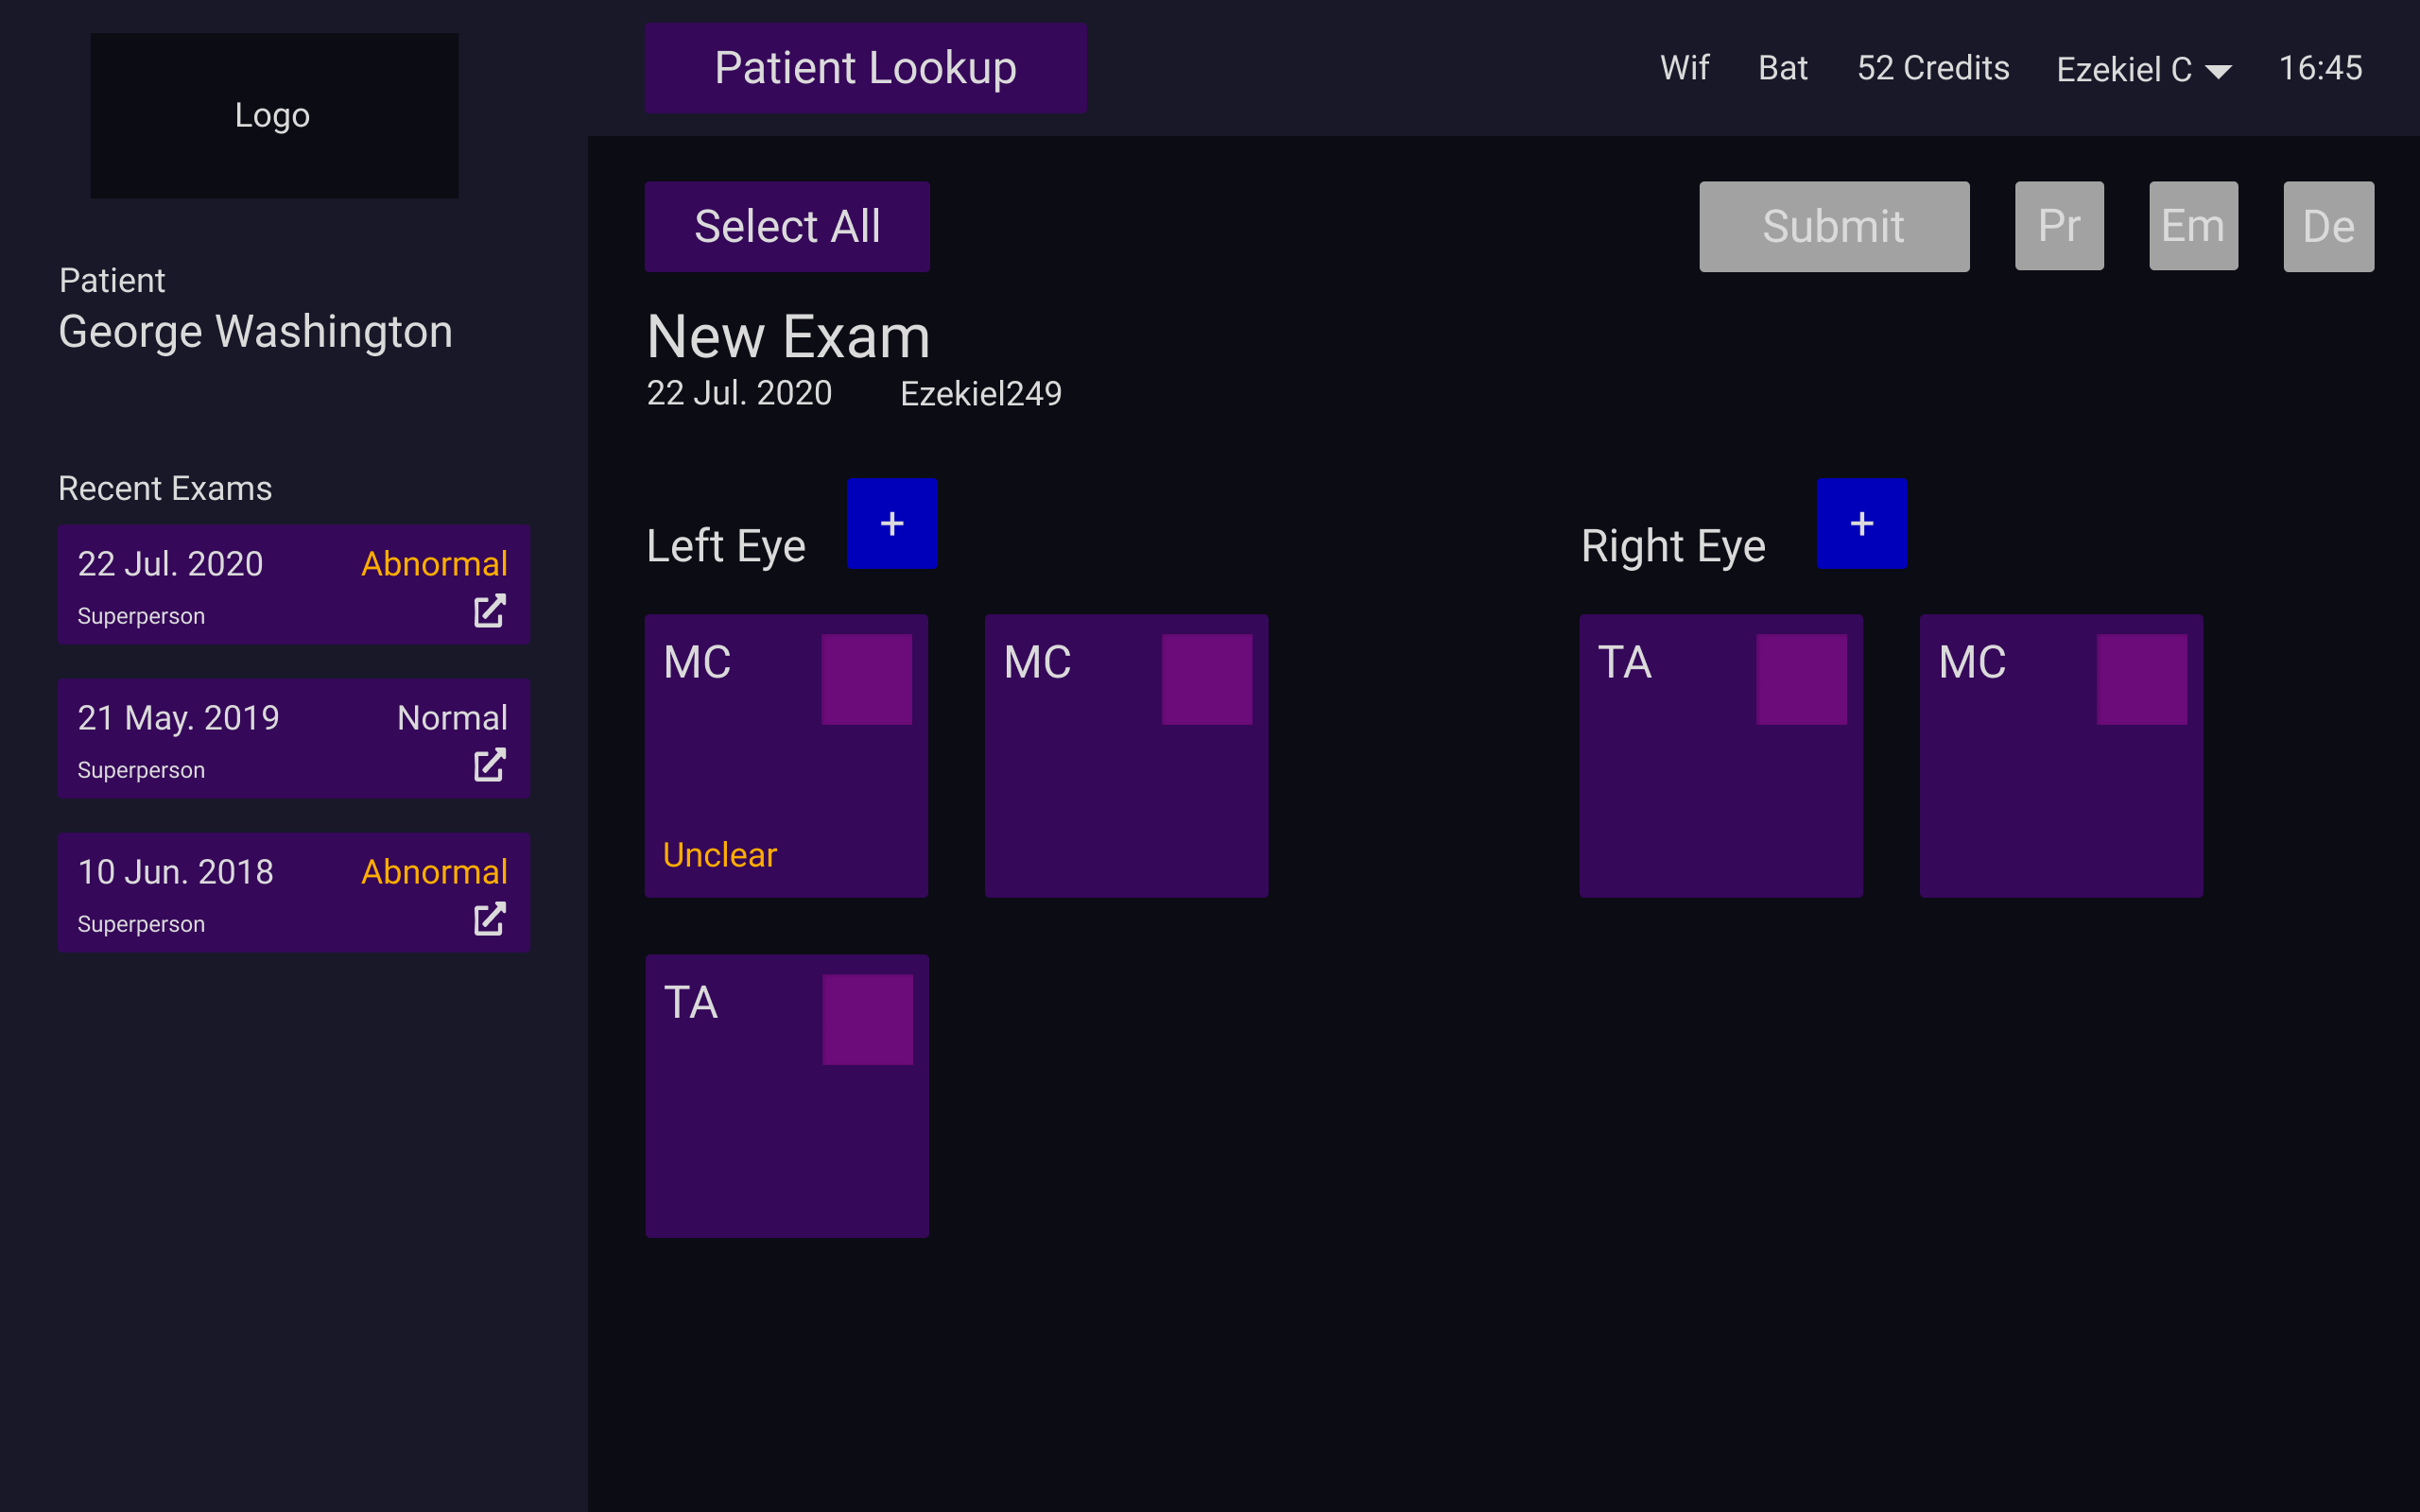 Logo
Patient
George Washington
Recent Exams
22 Jul. 2020 Abnormal
Superperson
21 May. 2019 Normal
Superperson
10 Jun. 2018 Abnormal
Superperson
Patient Lookup
Wif Bat 52 Credits Ezekiel C 16:45
Select All
Submit Pr Em De
New Exam
22 Jul. 2020 Ezekiel249
Left Eye +
MC MC
Unclear
TA
Right Eye +
TA MC